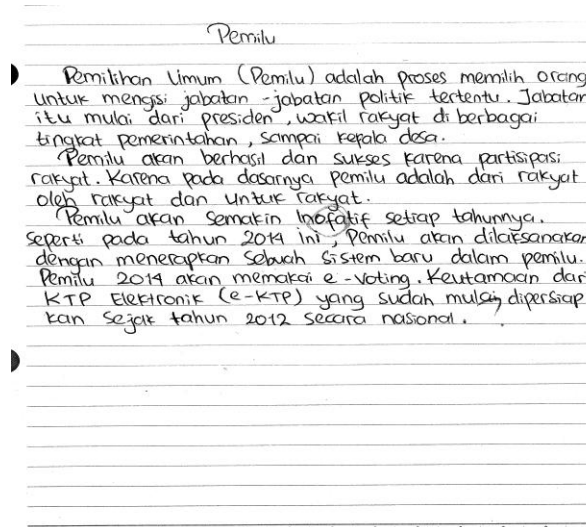 Pemilu
Pemilihan Umum (Pemilu) adalah proses memilih orang
untuk mengisi jabatan-jabatan politik tertentu. Jabatan
itu mulai dari presiden, wakil rakyat di berbagai
tingkat pemerintahan, sampai kepala desa.
Pemilu akan berhasil dan sukses karena partisipasi
rakyat. Karena pada dasarnya pemilu adalah dari rakyat
oleh rakyat dan untuk rakyat.
Pemilu akan semakin Inofatif setiap tahunnya.
seperti pada tahun 2014 ini, Pemilu akan dilaksanakan
dengan menerapkan sebuah sistem baru dalam pemilu.
Pemilu 2014 akan memakai e-voting. Keutamaan dari
KTP Elektronik (e-KTP) yang sudah mulai dipersiap
kan sejak tahun 2012 secara nasional.